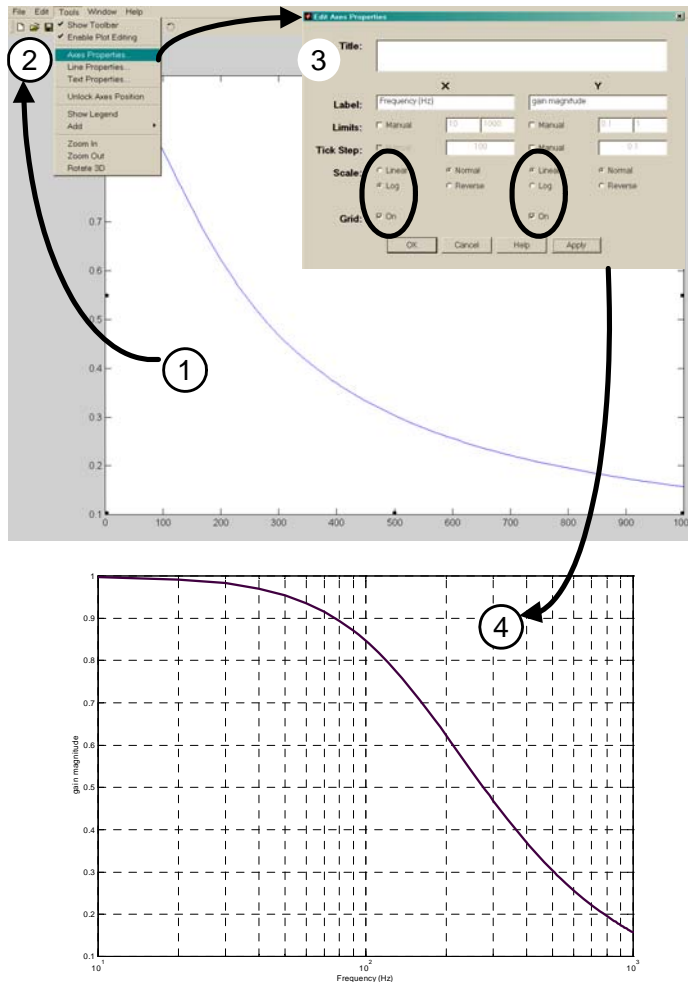 File Edit Tools Window Help
Show Toolbar
Enable Plot Editing
Axes Properties...
Line Properties...
Text Properties...
Unlock Axes Position
Show Legend
Add
Zoom In
Zoom Out
Rotate 3D
2
Edit Axes Properties
3
Title:
X Y
Label: Frequency (Hz) gain magnitude
Limits: Manual 10 1000 Manual 0.1 1
Tick Step: Manual 100 Manual 0.1
Scale: Linear Normal Linear Normal
Log Reverse Log Reverse
Grid: On On
OK Cancel Help Apply
1
0.7
0.6
0.5
0.4
0.3
0.2
0.1
0 100 200 300 400 500 600 700 800 900 1000
4
1
0.9
0.8
0.7
0.6
0.5
0.4
0.3
0.2
0.1
gain magnitude
10^1 10^2 10^3
Frequency (Hz)